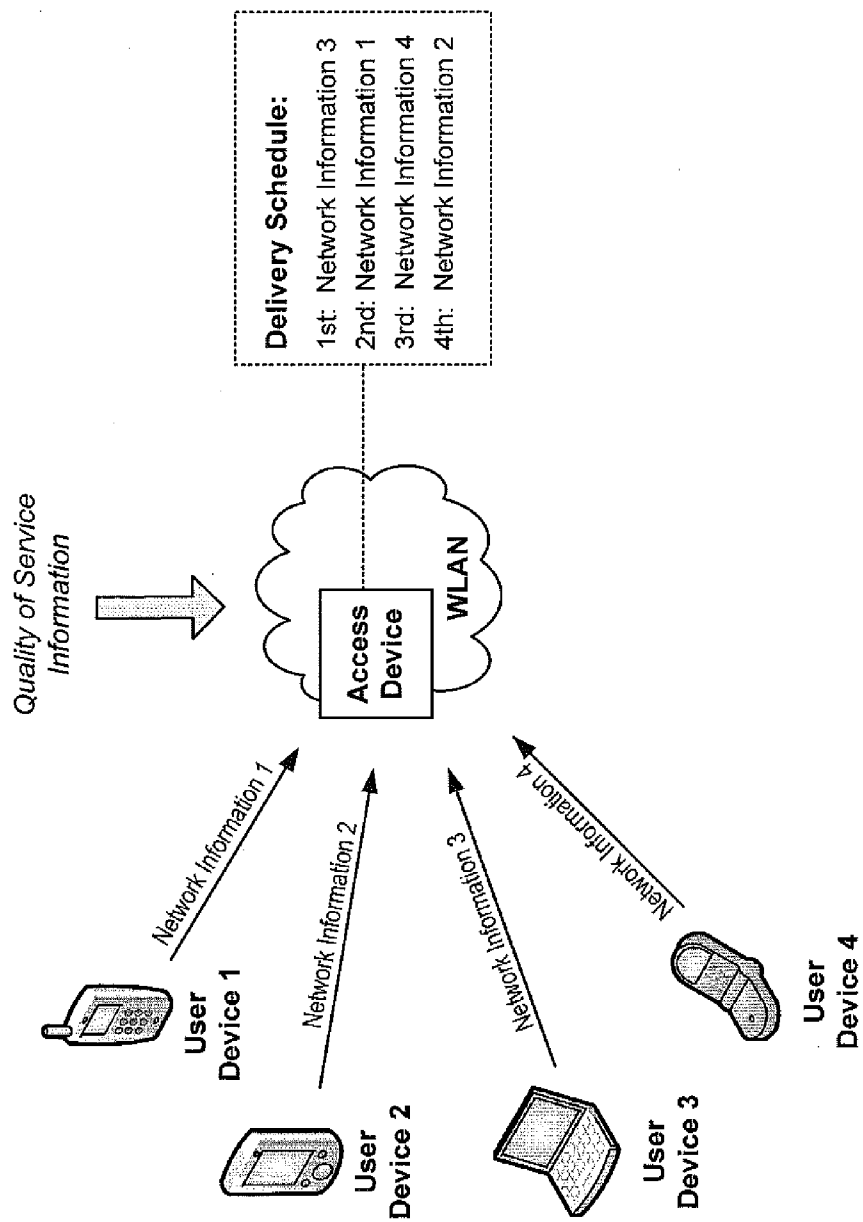 Quality of Service
Information
Network Information 1
Network Information 2
Network Information 3
Network Information 4
User
Device 1
User
Device 2
User
Device 3
User
Device 4
Access
Device
WLAN
Delivery Schedule:
1st: Network Information 3
2nd: Network Information 1
3rd: Network Information 4
4th: Network Information 2